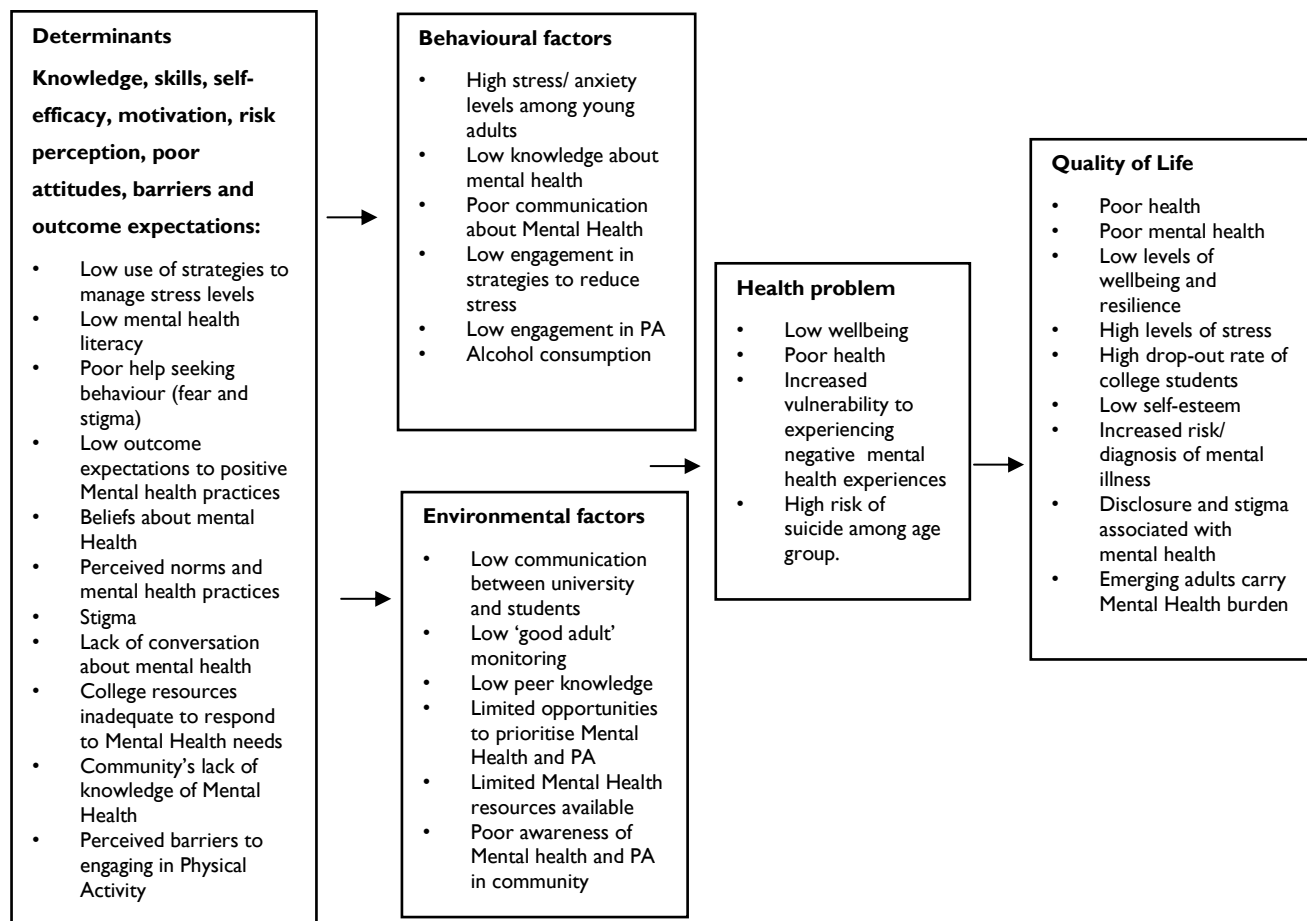 Determinants
Knowledge, skills, self-
efficacy, motivation, risk
perception, poor
attitudes, barriers and
outcome expectations:
• Low use of strategies to
manage stress levels
• Low mental health
literacy
• Poor help seeking
behaviour (fear and
stigma)
• Low outcome
expectations to positive
Mental health practices
• Beliefs about mental
Health
• Perceived norms and
mental health practices
• Stigma
• Lack of conversation
about mental health
• College resources
inadequate to respond
to Mental Health needs
• Community's lack of
knowledge of Mental
Health
• Perceived barriers to
engaging in Physical
Activity
Behavioural factors
• High stress/ anxiety
levels among young
adults
• Low knowledge about
mental health
• Poor communication
about Mental Health
• Low engagement in
strategies to reduce
stress
• Low engagement in PA
• Alcohol consumption
Environmental factors
• Low communication
between university
and students
• Low ‘good adult’
monitoring
• Low peer knowledge
• Limited opportunities
to prioritise Mental
Health and PA
• Limited Mental Health
resources available
• Poor awareness of
Mental health and PA
in community
Health problem
• Low wellbeing
• Poor health
• Increased
vulnerability to
experiencing
negative mental
health experiences
• High risk of
suicide among age
group.
Quality of Life
• Poor health
• Poor mental health
• Low levels of
wellbeing and
resilience
• High levels of stress
• High drop-out rate of
college students
• Low self-esteem
• Increased risk/
diagnosis of mental
illness
• Disclosure and stigma
associated with
mental health
• Emerging adults carry
Mental Health burden